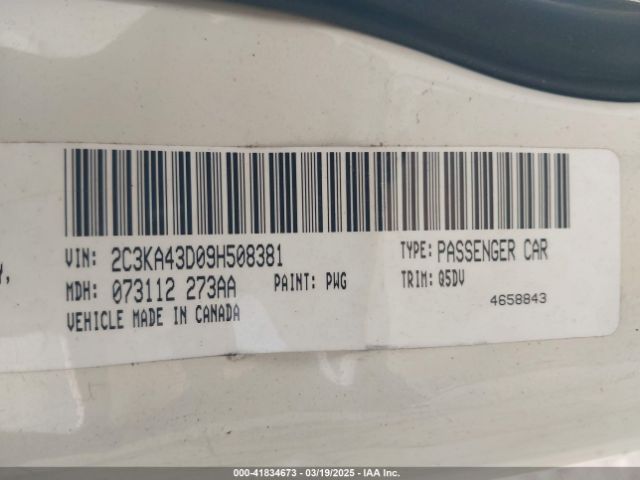 VIN: 2C3KA43D09H508381
TYPE: PASSENGER CAR
MDH: 073112 273AA
PAINT: PWG
TRIM: Q5DV
4658843
VEHICLE MADE IN CANADA
000-41834673 - 03/19/2025 - IAA Inc.